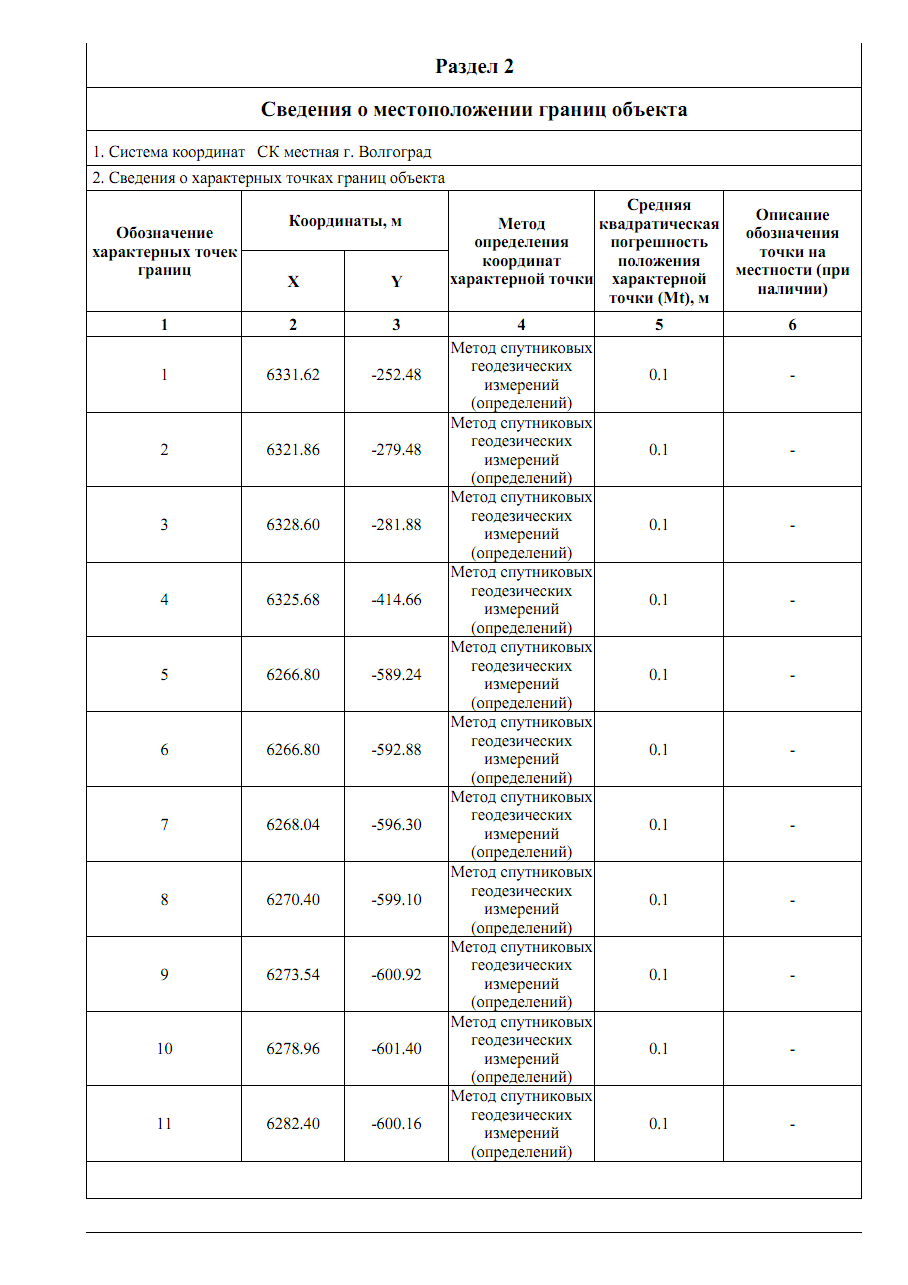 Раздел 2
Сведения о местоположении границ объекта
1. Система координат СК местная г. Волгоград
2. Сведения о характерных точках границ объекта
Обозначение
характерных точек
границ
Координаты, м
X
Y
Метод
определения
координат
характерной точки
Средняя
квадратическая
погрешность
положения
характерной
точки (Mt), м
Описание
обозначения
точки на
местности (при
наличии)
1 2 3 4 5 6
Метод спутниковых
геодезических
1 6331.62 -252.48 измерений 0.1 -
(определений)
Метод спутниковых
геодезических
2 6321.86 -279.48 измерений 0.1 -
(определений)
Метод спутниковых
геодезических
3 6328.60 -281.88 измерений 0.1 -
(определений)
Метод спутниковых
геодезических
4 6325.68 -414.66 измерений 0.1 -
(определений)
Метод спутниковых
геодезических
5 6266.80 -589.24 измерений 0.1 -
(определений)
Метод спутниковых
геодезических
6 6266.80 -592.88 измерений 0.1 -
(определений)
Метод спутниковых
геодезических
7 6268.04 -596.30 измерений 0.1 -
(определений)
Метод спутниковых
геодезических
8 6270.40 -599.10 измерений 0.1 -
(определений)
Метод спутниковых
геодезических
9 6273.54 -600.92 измерений 0.1 -
(определений)
Метод спутниковых
геодезических
10 6278.96 -601.40 измерений 0.1 -
(определений)
Метод спутниковых
геодезических
11 6282.40 -600.16 измерений 0.1 -
(определений)